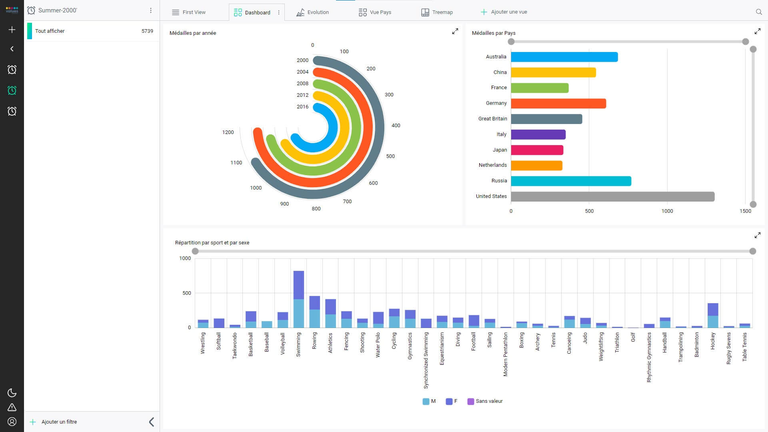 Summer-2000'
First View
Dashboard
Evolution
Vue Pays
Treemap
Ajouter une vue
Tout afficher
5739
Médailles par année
0
100
200
300
400
500
600
700
800
900
1000
1100
1200
2000
2004
2008
2012
2016
Médailles par Pays
Australia
China
France
Germany
Great Britain
Italy
Japan
Netherlands
Russia
United States
0
500
1000
1500
Répartition par sport et par sexe
1000
500
0
Wrestling
Softball
Taekwondo
Basketball
Baseball
Volleyball
Swimming
Rowing
Athletics
Fencing
Shooting
Water Polo
Cycling
Gymnastics
Synchronized Swimming
Equestrianism
Diving
Football
Sailing
Modern Pentathlon
Boxing
Archery
Tennis
Canoeing
Judo
Weightlifting
Triathlon
Golf
Rhythmic Gymnastics
Handball
Trampolining
Badminton
Hockey
Rugby Sevens
Table Tennis
M
F
Sans valeur
Ajouter un filtre